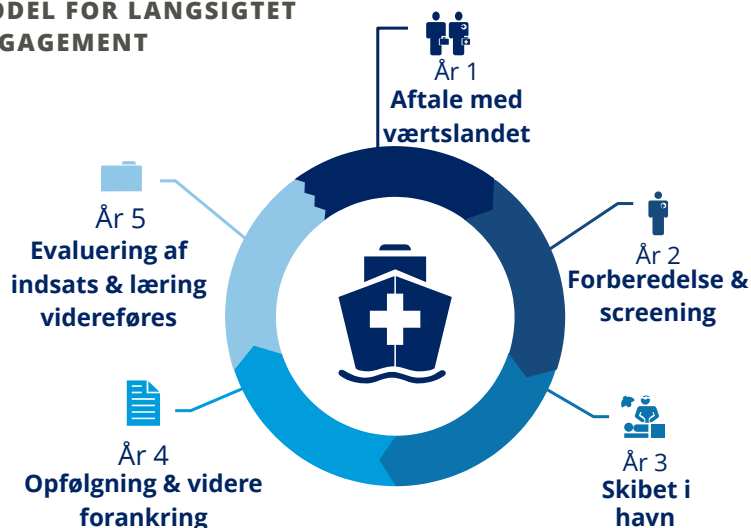 ODEL FOR LANGSIGTET
GAGEMENT
År 1
Aftale med
værtslandet
År 2
Forberedelse &
screening
År 3
Skibet i
havn
År 4
Opfølgning & videre
forankring
År 5
Evaluering af
indsats & læring
videreføres